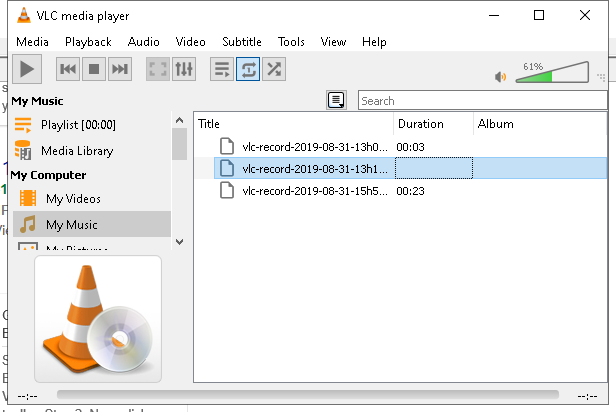 VLC media player
Media Playback Audio Video Subtitle Tools View Help
61%
My Music
Search
Playlist [00:00]
Title Duration Album
Media Library
vlc-record-2019-08-31-13h0... 00:03
My Computer
vlc-record-2019-08-31-13h1...
My Videos
vlc-record-2019-08-31-15h5... 00:23
My Music
My Pictures
--:-- --:--